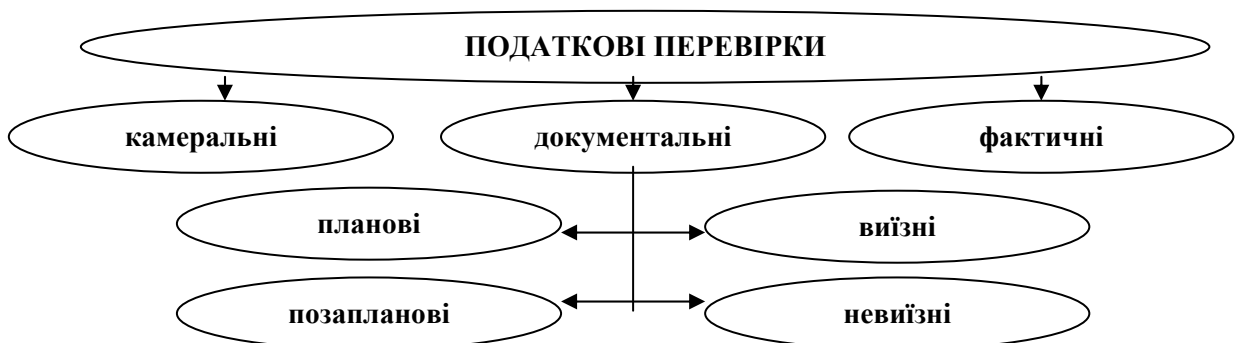 ПОДАТКОВІ ПЕРЕВІРКИ
камеральні документальні фактичні
планові виїзні
позапланові невиїзні